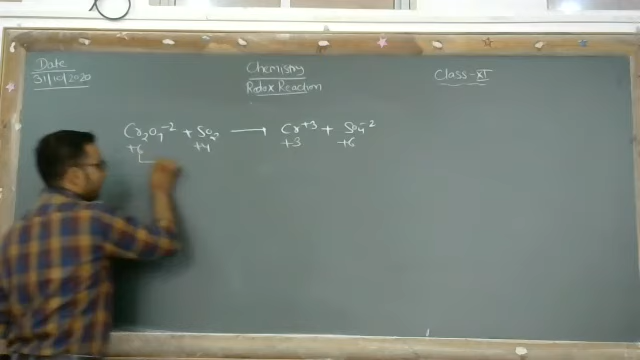 Date
31/10/2020
Chemistry
Redox Reaction
Class-XI
Cr₂O₇⁻² + SO₂ ⟶ Cr⁺³ + SO₄⁻²
+6 +4 +3 +6